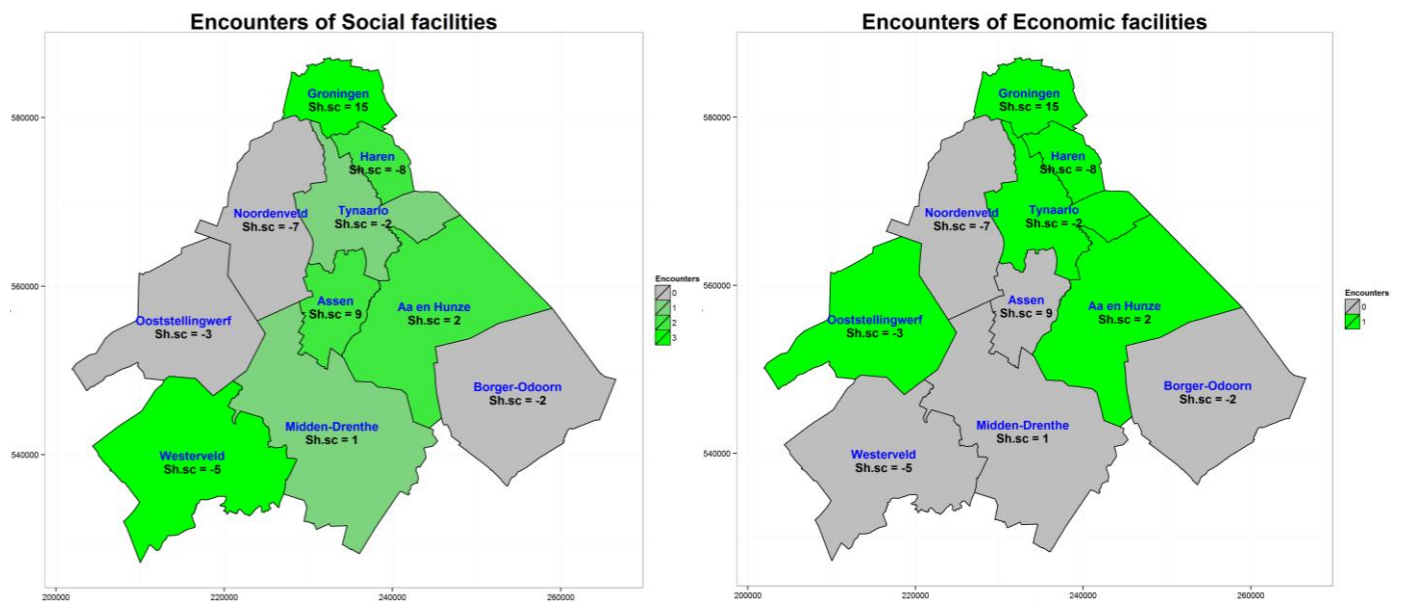 Encounters of Social facilities
580000
560000
540000
200000
220000
240000
260000
Groningen
Sh.sc = 15
Haren
Sh.sc = -8
Noordenveld
Sh.sc = -7
Tynaarlo
Sh.sc = -2
Assen
Sh.sc = 9
Aa en Hunze
Sh.sc = 2
Ooststellingwerf
Sh.sc = -3
Borger-Odoorn
Sh.sc = -2
Midden-Drenthe
Sh.sc = 1
Westerveld
Sh.sc = -5
Encounters
0
1
2
3
Encounters of Economic facilities
580000
560000
540000
200000
220000
240000
260000
Groningen
Sh.sc = 15
Haren
Sh.sc = -8
Noordenveld
Sh.sc = -7
Tynaarlo
Sh.sc = -2
Assen
Sh.sc = 9
Aa en Hunze
Sh.sc = 2
Ooststellingwerf
Sh.sc = -3
Borger-Odoorn
Sh.sc = -2
Midden-Drenthe
Sh.sc = 1
Westerveld
Sh.sc = -5
Encounters
0
1